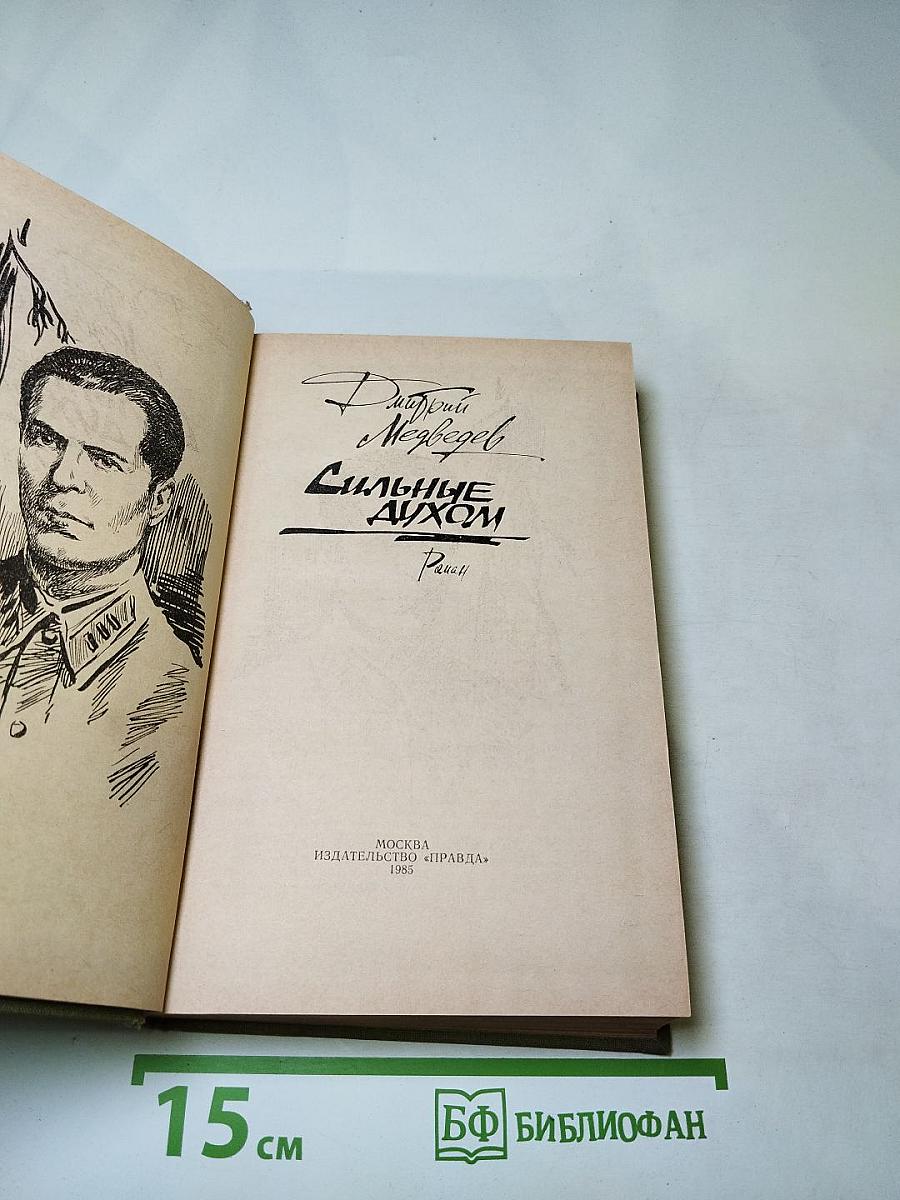 Дмитрий
Медведев
Сильные
духом
Роман
МОСКВА
ИЗДАТЕЛЬСТВО «ПРАВДА»
1985
15 см
БФ БИБЛИОФАН